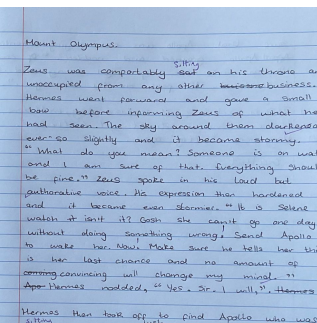 Mount Olympus.
Zeus was comfortably sitting on his throne
unoccupied from any other business.
Hermes went forward and gave a small
bow before informing Zeus of what he
had seen. The sky around them darkened
ever so slightly and it became stormy.
"What do you mean? Someone is on wat
and I am sure of that. Everything should
be fine." Zeus spoke in his loud but
authorative voice. His expression then hardened
and it became even stormier. "It is Selene
watch isn't it? Gosh she can't go one day
without doing something wrong. Send Apollo
to wake her. Now. Make sure he tells her
is her last chance and no amount of
convincing will change my mind."
Hermes nodded, "Yes. Sir. I will,". Hermes
Hermes then took off to find Apollo who was
sitting